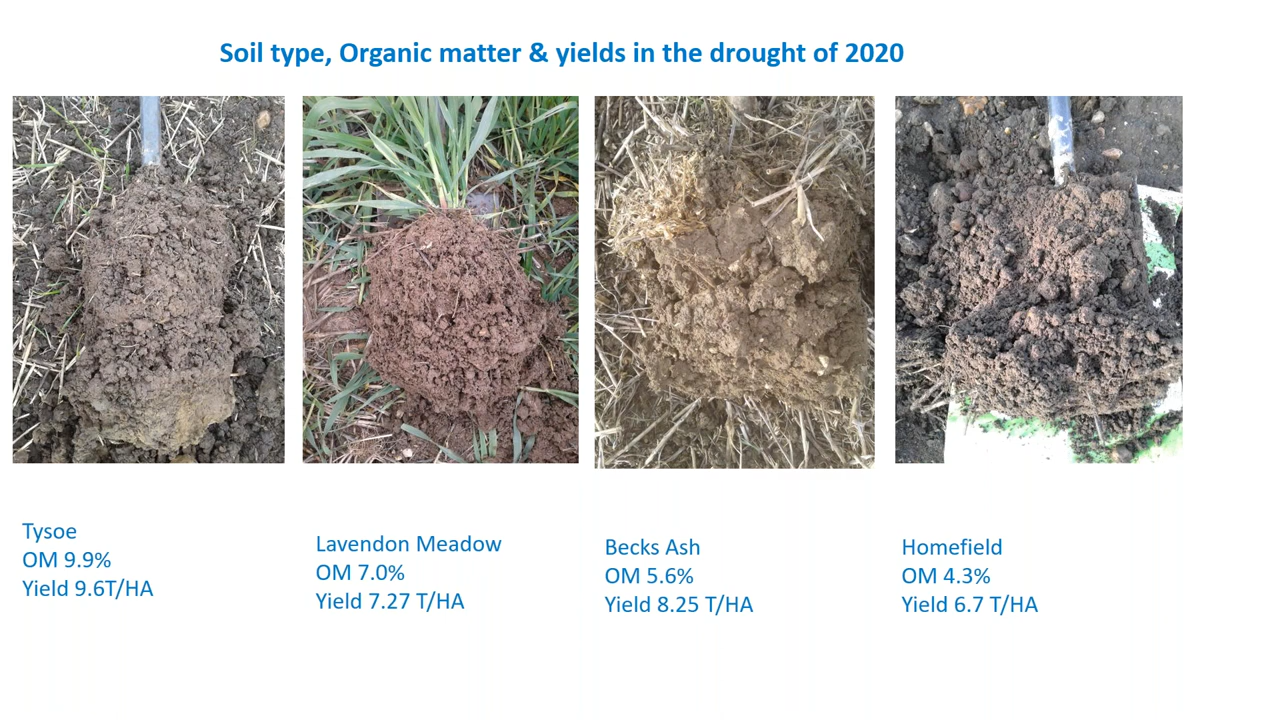 Soil type, Organic matter & yields in the drought of 2020
Tysoe
OM 9.9%
Yield 9.6T/HA
Lavendon Meadow
OM 7.0%
Yield 7.27 T/HA
Becks Ash
OM 5.6%
Yield 8.25 T/HA
Homefield
OM 4.3%
Yield 6.7 T/HA